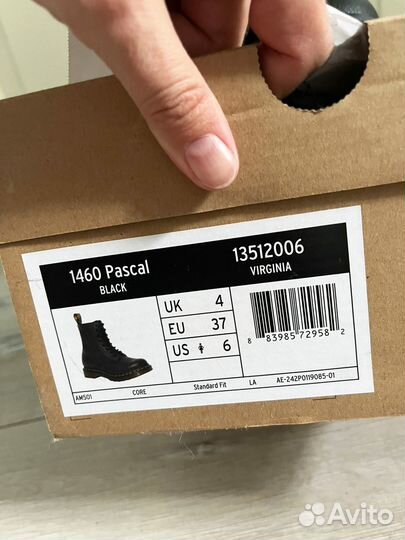 1460 Pascal
BLACK
13512006
VIRGINIA
UK 4
EU 37
US 6
8 83985 72958 2
AM501 CORE Standard Fit LA AE-242P0119085-01
Avito